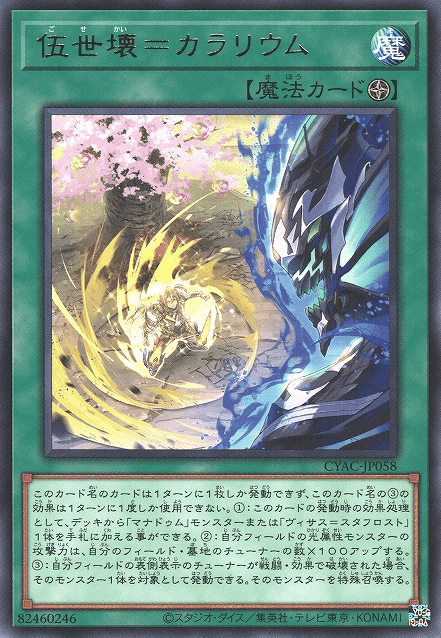 伍世壊＝カラリウム
【魔法カード】
魔
CYAC-JP058
このカード名のカードは１ターンに１枚しか発動できず、このカード名の③の
効果は１ターンに１度しか使用できない。①：このカードの発動時の効果処理
として、デッキから「マナドゥム」モンスターまたは「ヴィサス＝スタフロスト」
１体を手札に加える事ができる。②：自分フィールドの光属性モンスターの
攻撃力は、自分のフィールド・墓地のチューナーの数×１００アップする。
③：自分フィールドの表側表示のチューナーが戦闘・効果で破壊された場合、
そのモンスター１体を対象として発動できる。そのモンスターを特殊召喚する。
82460246
©スタジオ・ダイス／集英社・テレビ東京・KONAMI